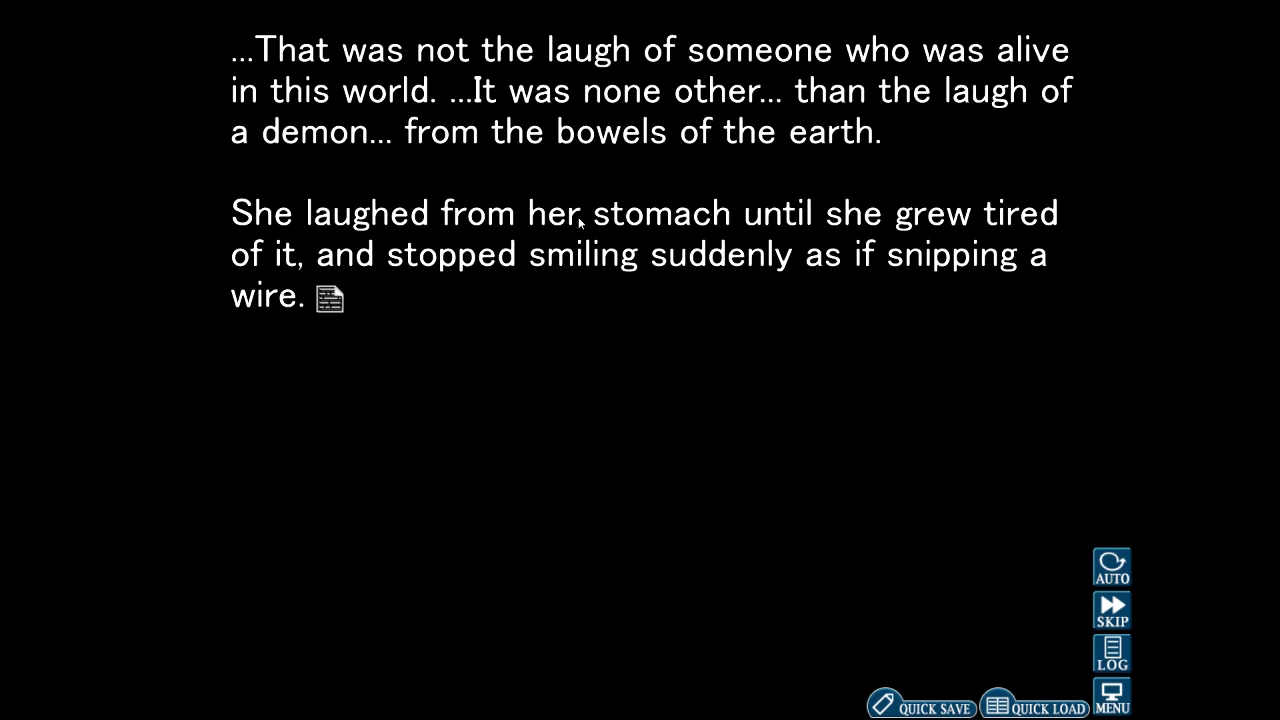 ...That was not the laugh of someone who was alive
in this world. ...It was none other... than the laugh of
a demon... from the bowels of the earth.
She laughed from her stomach until she grew tired
of it, and stopped smiling suddenly as if snipping a
wire.
AUTO
SKIP
LOG
MENU
QUICK SAVE
QUICK LOAD